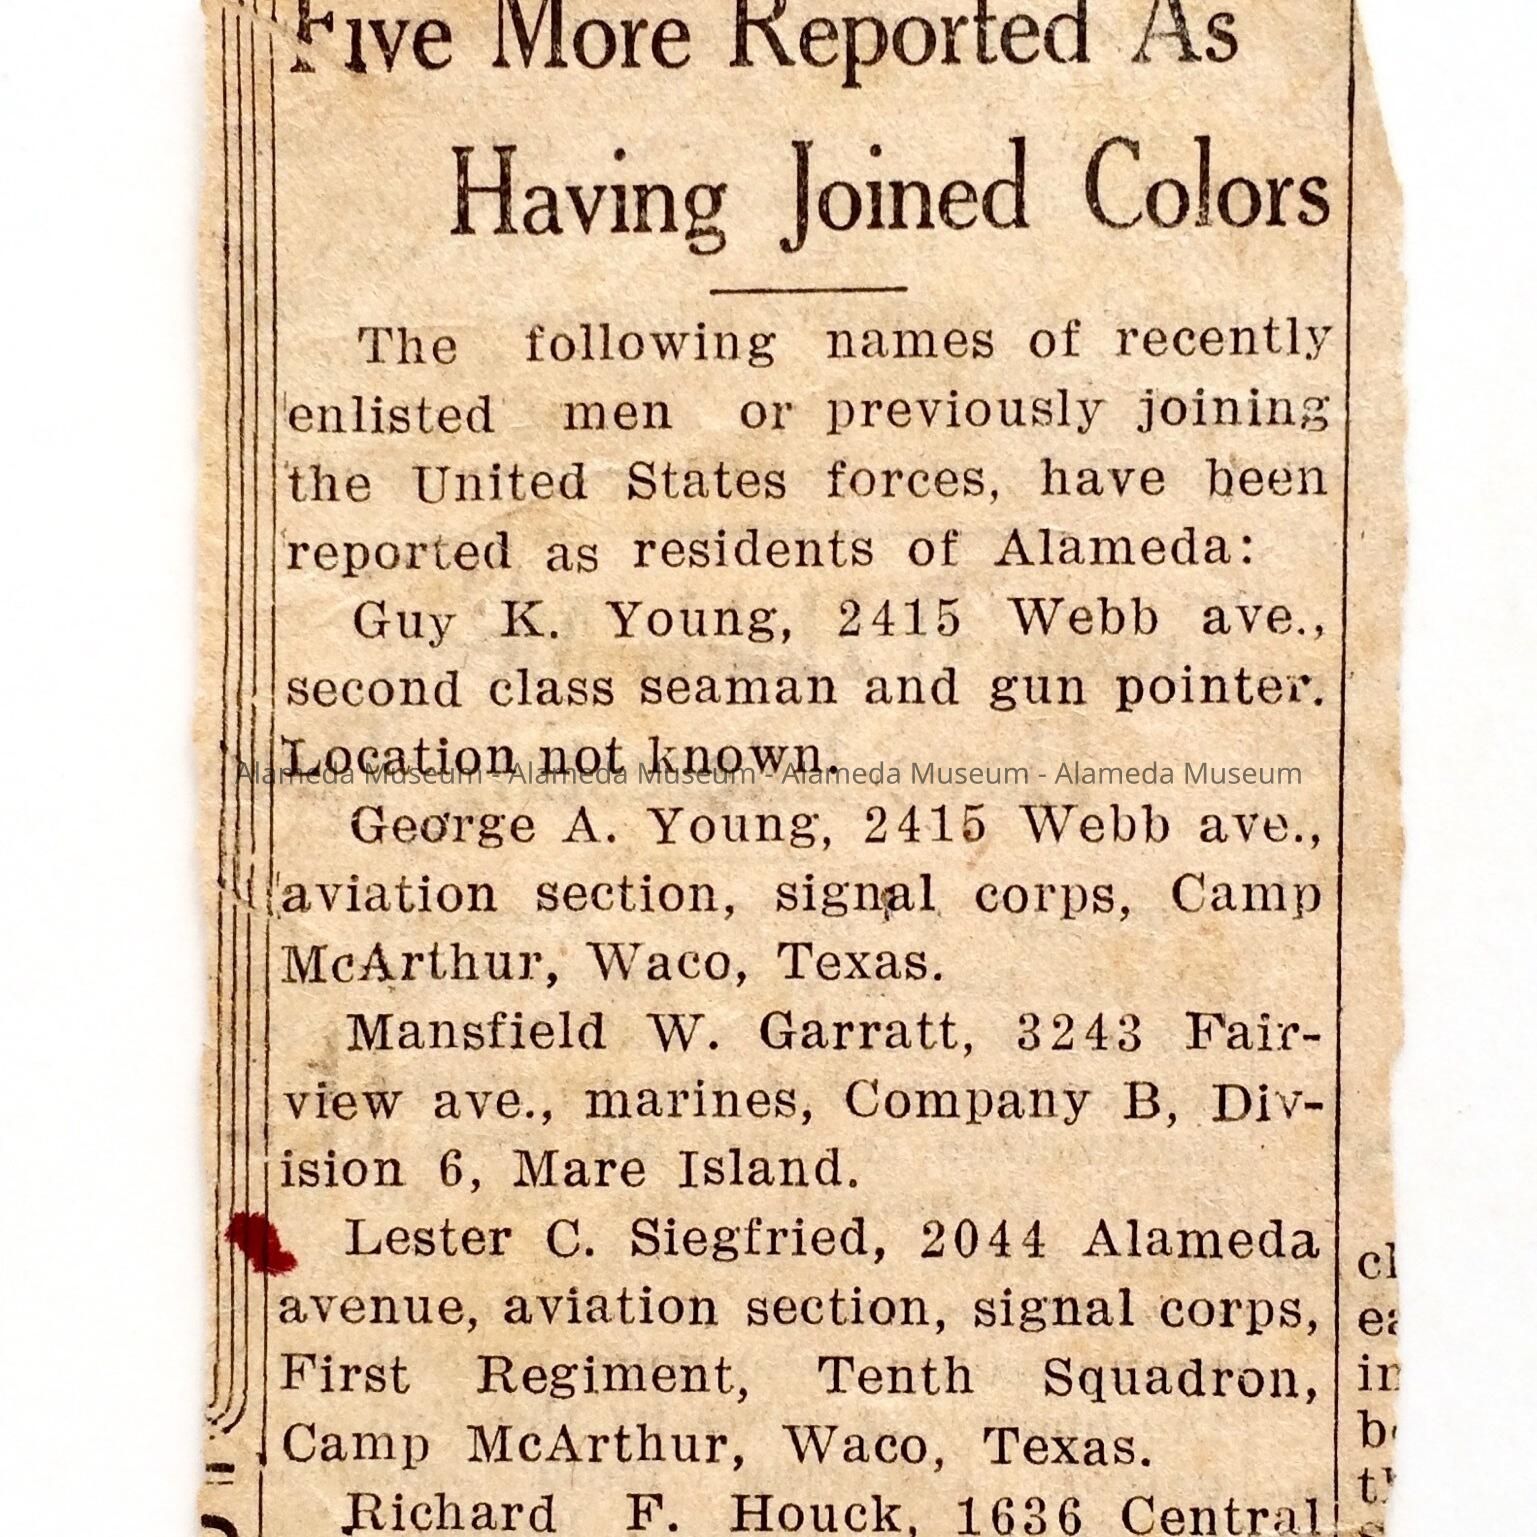 Five More Reported As
Having Joined Colors
The following names of recently
enlisted men or previously joining
the United States forces, have been
reported as residents of Alameda:
Guy K. Young, 2415 Webb ave.,
second class seaman and gun pointer.
Location not known.
Alameda Museum - Alameda Museum - Alameda Museum - Alameda Museum
George A. Young, 2415 Webb ave.,
aviation section, signal corps, Camp
McArthur, Waco, Texas.
Mansfield W. Garratt, 3243 Fair-
view ave., marines, Company B, Div-
ision 6, Mare Island.
Lester C. Siegfried, 2044 Alameda
avenue, aviation section, signal corps,
First Regiment, Tenth Squadron,
Camp McArthur, Waco, Texas.
Richard F. Houck, 1636 Central